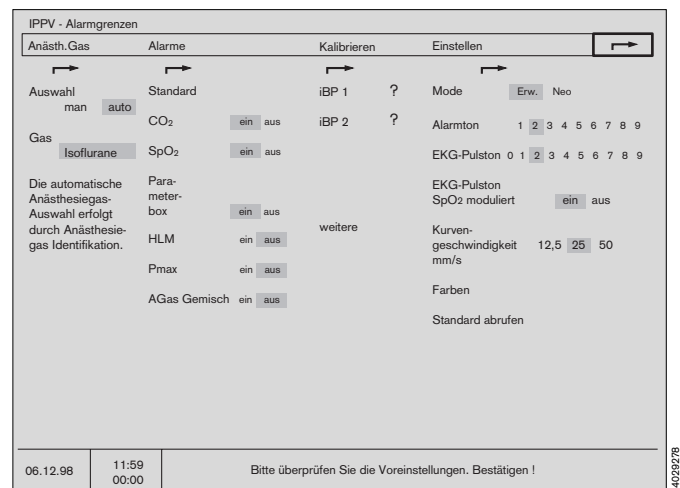 IPPV - Alarmgrenzen
Anästh.Gas Alarme Kalibrieren Einstellen
Auswahl
man auto
Gas
Isoflurane
Die automatische
Anästhesiegas-
Auswahl erfolgt
durch Anästhesie-
gas Identifikation.
Standard
CO2 ein aus
SpO2 ein aus
Para-
meter-
box ein aus
HLM ein aus
Pmax ein aus
AGas Gemisch ein aus
iBP 1 ?
iBP 2 ?
weitere
Mode Erw. Neo
Alarmton 1 2 3 4 5 6 7 8 9
EKG-Pulston 0 1 2 3 4 5 6 7 8 9
EKG-Pulston
SpO2 moduliert ein aus
Kurven-
geschwindigkeit 12,5 25 50
mm/s
Farben
Standard abrufen
06.12.98 11:59 Bitte überprüfen Sie die Voreinstellungen. Bestätigen !
00:00
4029278